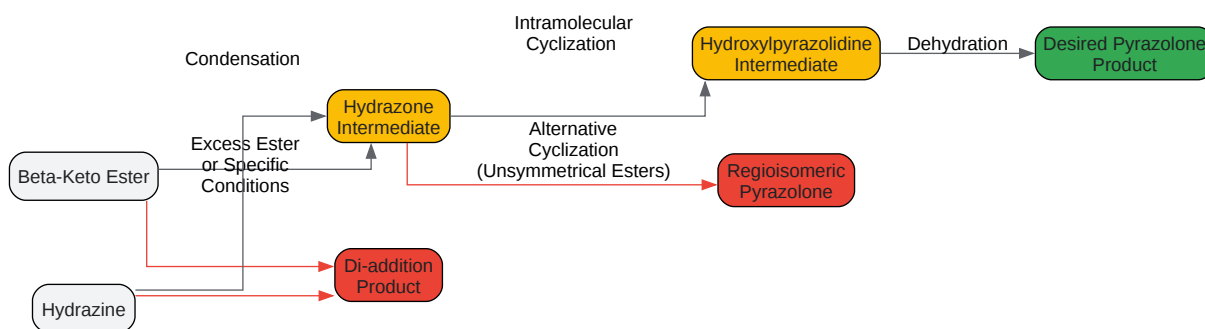 Intramolecular
Cyclization
Condensation
Hydroxylpyrazolidine
Intermediate
Dehydration
Desired Pyrazolone
Product
Hydrazone
Intermediate
Excess Ester
or Specific
Conditions
Alternative
Cyclization
(Unsymmetrical Esters)
Beta-Keto Ester
Regioisomeric
Pyrazolone
Di-addition
Product
Hydrazine